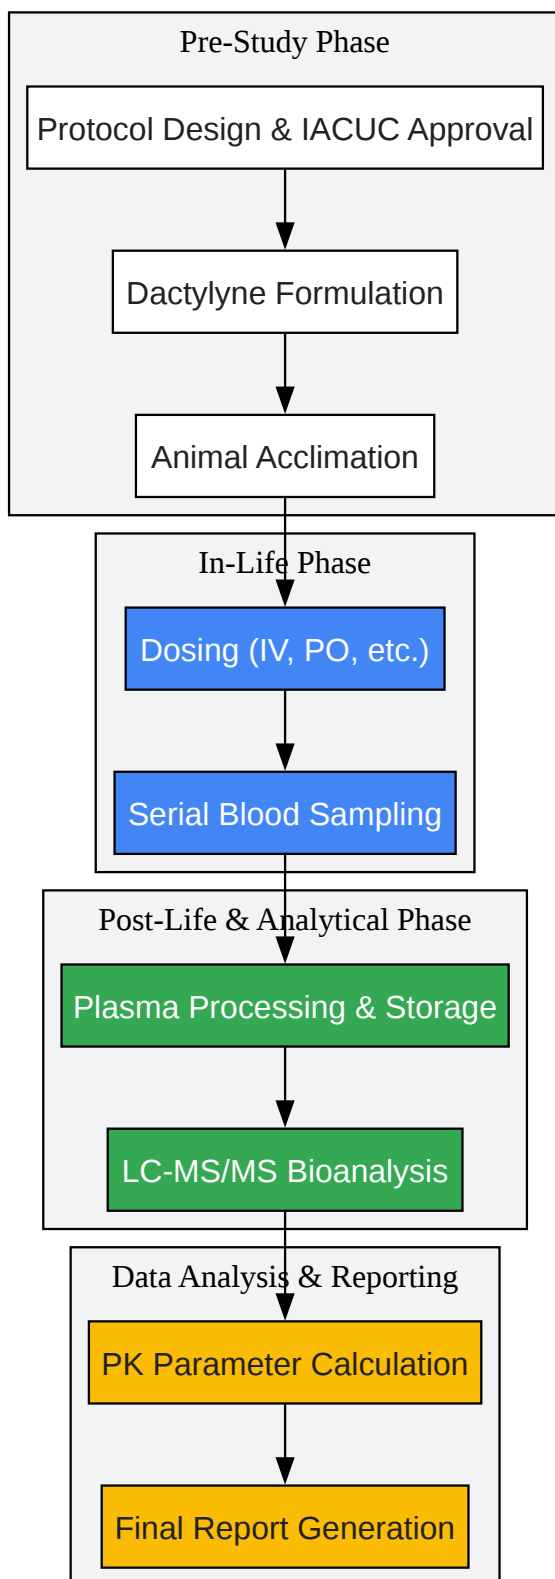 Pre-Study Phase
Protocol Design & IACUC Approval
Dactylyne Formulation
Animal Acclimation
In-Life Phase
Dosing (IV, PO, etc.)
Serial Blood Sampling
Post-Life & Analytical Phase
Plasma Processing & Storage
LC-MS/MS Bioanalysis
Data Analysis & Reporting
PK Parameter Calculation
Final Report Generation